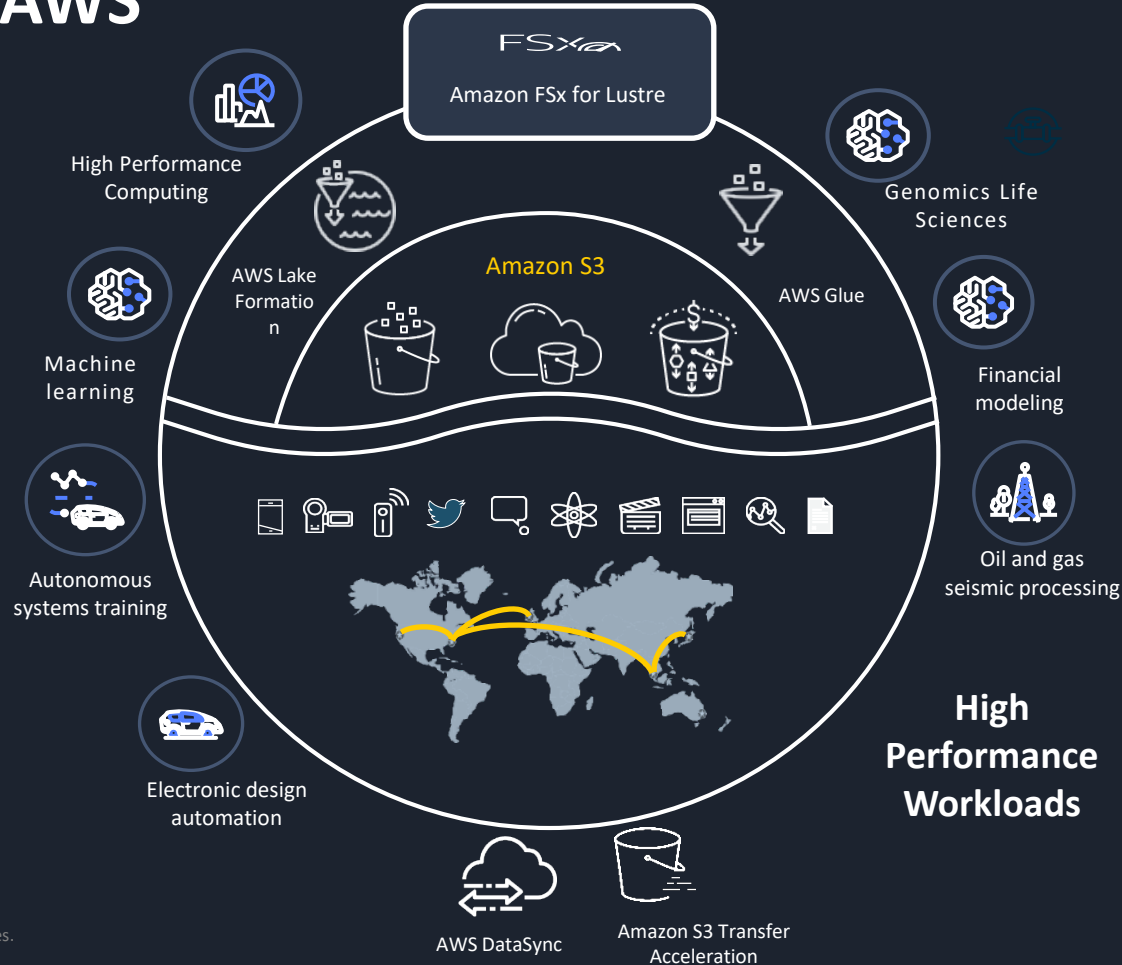 AWS
FSx
Amazon FSx for Lustre
High Performance
Computing
Genomics Life
Sciences
AWS Lake
Formatio
n
Amazon S3
AWS Glue
Machine
learning
Financial
modeling
Autonomous
systems training
Oil and gas
seismic processing
High
Performance
Workloads
Electronic design
automation
AWS DataSync
Amazon S3 Transfer
Acceleration
es.